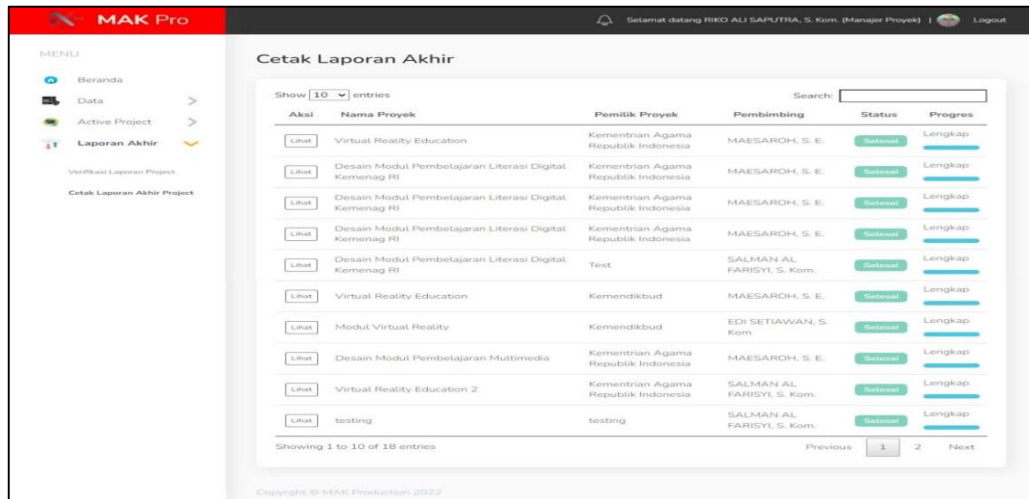 MAK Pro
Selamat datang RIKO ALI SAPUTRA, S. Kom. (Manajer Proyek) | Logout
MENU
Beranda
Data
Active Project
Laporan Akhir
Verifikasi Laporan Project
Cetak Laporan Akhir Project
Cetak Laporan Akhir
Show 10 entries Search:
Aksi Nama Proyek Pemilik Proyek Pembimbing Status Progres
Lihat Virtual Reality Education Kementrian Agama Republik Indonesia MAESAROH, S. E. Selesai Lengkap
Lihat Desain Modul Pembelajaran Literasi Digital Kemenag RI Kementrian Agama Republik Indonesia MAESAROH, S. E. Selesai Lengkap
Lihat Desain Modul Pembelajaran Literasi Digital Kemenag RI Kementrian Agama Republik Indonesia MAESAROH, S. E. Selesai Lengkap
Lihat Desain Modul Pembelajaran Literasi Digital Kemenag RI Kementrian Agama Republik Indonesia MAESAROH, S. E. Selesai Lengkap
Lihat Desain Modul Pembelajaran Literasi Digital Kemenag RI Test SALMAN AL FARISYI, S. Kom. Selesai Lengkap
Lihat Virtual Reality Education Kemendikbud MAESAROH, S. E. Selesai Lengkap
Lihat Modul Virtual Reality Kemendikbud EDI SETIAWAN, S. Kom Selesai Lengkap
Lihat Desain Modul Pembelajaran Multimedia Kementrian Agama Republik Indonesia MAESAROH, S. E. Selesai Lengkap
Lihat Virtual Reality Education 2 Kementrian Agama Republik Indonesia SALMAN AL FARISYI, S. Kom. Selesai Lengkap
Lihat testing testing SALMAN AL FARISYI, S. Kom. Selesai Lengkap
Showing 1 to 10 of 18 entries Previous 1 2 Next
Copyright © MAK Production 2022